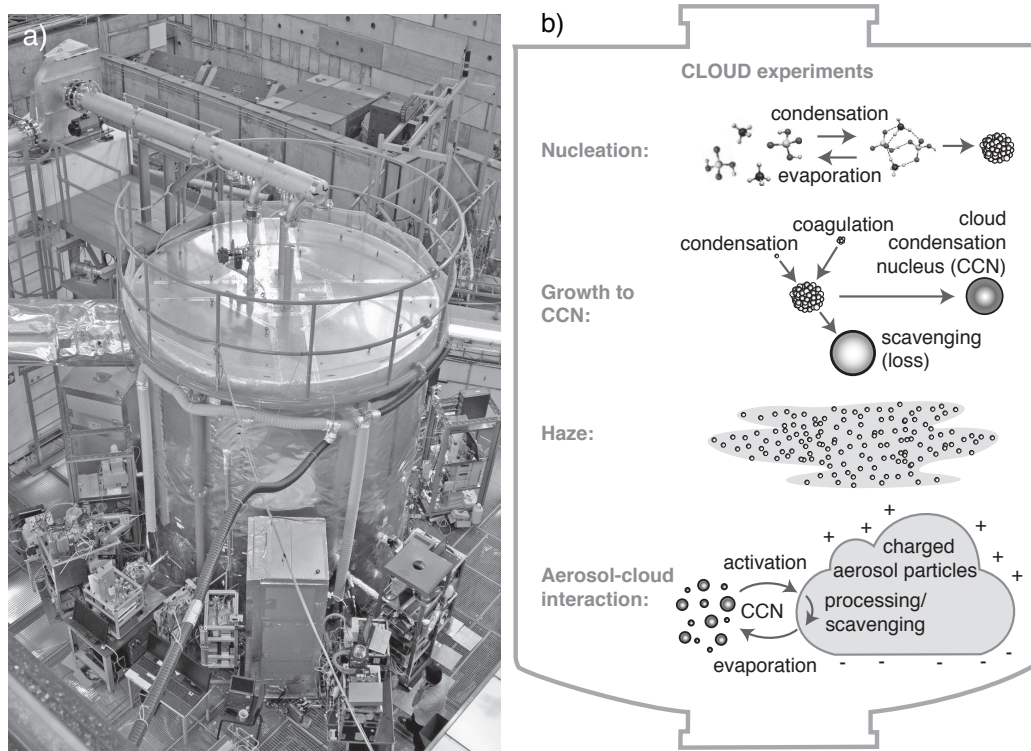 a)
b)
CLOUD experiments
Nucleation:
condensation
evaporation
Growth to
CCN:
condensation
coagulation
cloud
condensation
nucleus (CCN)
scavenging
(loss)
Haze:
Aerosol-cloud
interaction:
activation
CCN
evaporation
+ + + + + +
charged
aerosol particles
processing/
scavenging
- - - - - -